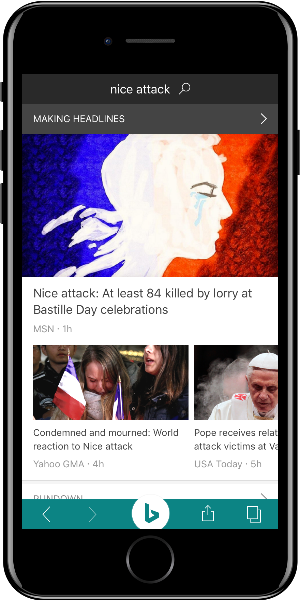 nice attack
MAKING HEADLINES
Nice attack: At least 84 killed by lorry at
Bastille Day celebrations
MSN · 1h
Condemned and mourned: World
reaction to Nice attack
Yahoo GMA · 4h
Pope receives relat
attack victims at Va
USA Today · 5h
RUNDOWN